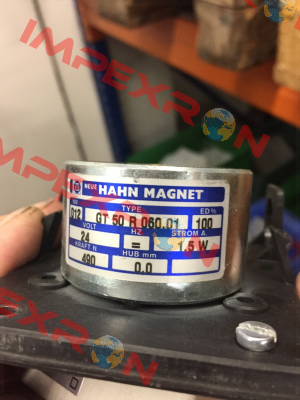 IMPEXRON
NEUE HAHN MAGNET
NR TYPE ED%
012 GT 50 R 060.01 100
VOLT HZ STROM A.
24 = 1,5 W
KRAFT N HUB mm
490 0.0
IMPEXRON
IMPEXRON